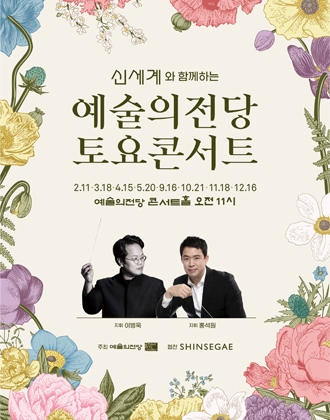 신세계 와 함께하는
예술의전당
토요콘서트
2.11·3.18·4.15·5.20·9.16·10.21·11.18·12.16
예술의전당 콘서트홀 오전 11시
지휘 이병욱 지휘 홍석원
주최 예술의전당 협찬 SHINSEGAE